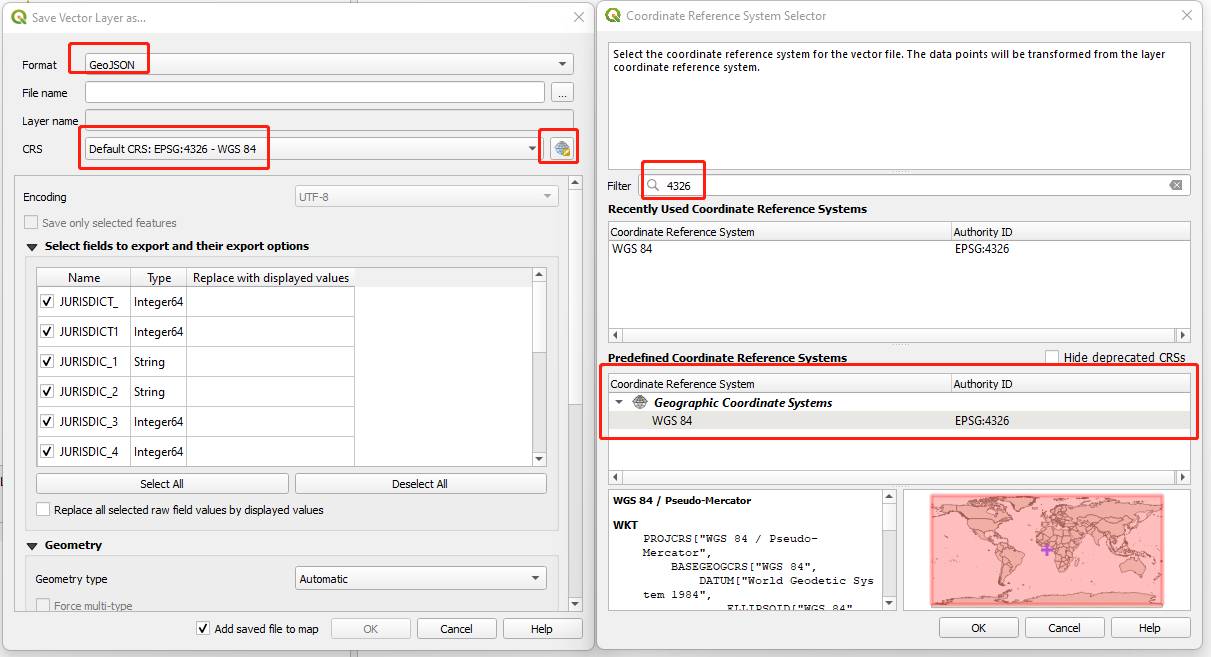 Save Vector Layer as...
Format
GeoJSON
File name
...
Layer name
CRS
Default CRS: EPSG:4326 - WGS 84
Encoding
UTF-8
Save only selected features
Select fields to export and their export options
Name Type Replace with displayed values
JURISDICT_ Integer64
JURISDICT1 Integer64
JURISDIC_1 String
JURISDIC_2 String
JURISDIC_3 Integer64
JURISDIC_4 Integer64
Select All Deselect All
Replace all selected raw field values by displayed values
Geometry
Geometry type Automatic
Force multi-type
Add saved file to map OK Cancel Help
Coordinate Reference System Selector
Select the coordinate reference system for the vector file. The data points will be transformed from the layer
coordinate reference system.
Filter 4326
Recently Used Coordinate Reference Systems
Coordinate Reference System Authority ID
WGS 84 EPSG:4326
Predefined Coordinate Reference Systems Hide deprecated CRSs
Coordinate Reference System Authority ID
Geographic Coordinate Systems
WGS 84 EPSG:4326
WGS 84 / Pseudo-Mercator
WKT
PROJCRS["WGS 84 / Pseudo-
Mercator",
BASEGEOGCRS["WGS 84",
DATUM["World Geodetic Sys
tem 1984",
ELLIPSOID["WGS 84"
OK Cancel Help